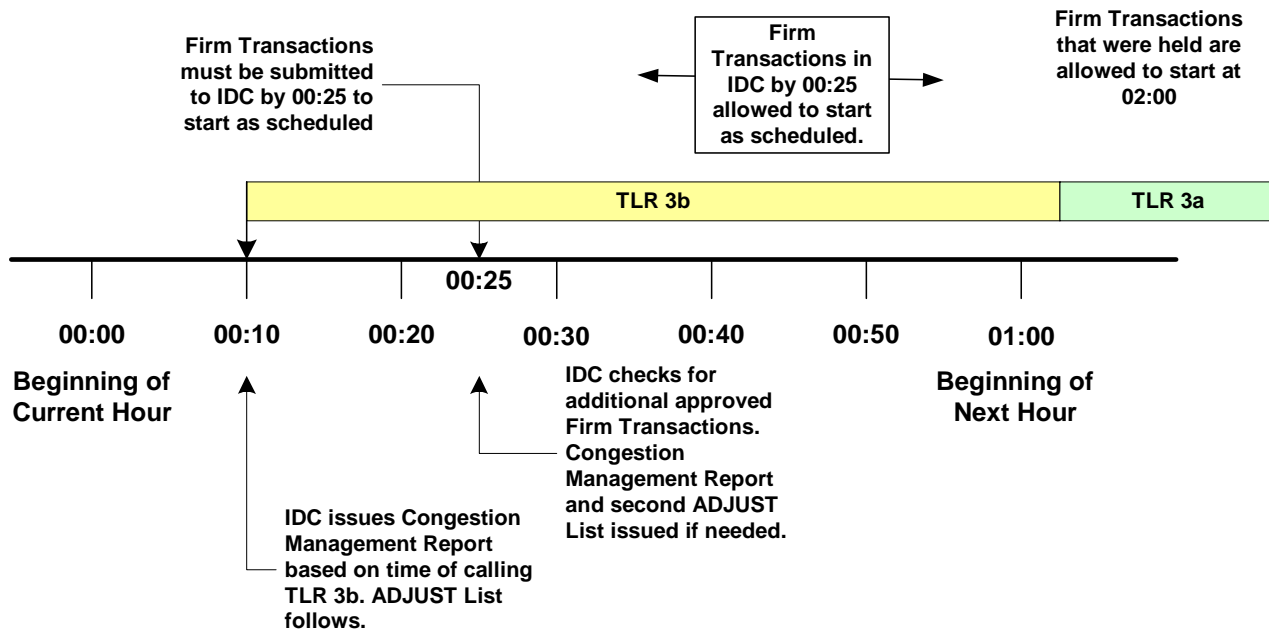 Firm Transactions
must be submitted
to IDC by 00:25 to
start as scheduled
Firm
Transactions in
IDC by 00:25
allowed to start
as scheduled.
Firm Transactions
that were held are
allowed to start at
02:00
TLR 3b
TLR 3a
00:25
00:00
00:10
00:20
00:30
00:40
00:50
01:00
Beginning of
Current Hour
Beginning of
Next Hour
IDC issues Congestion
Management Report
based on time of calling
TLR 3b. ADJUST List
follows.
IDC checks for
additional approved
Firm Transactions.
Congestion
Management Report
and second ADJUST
List issued if needed.